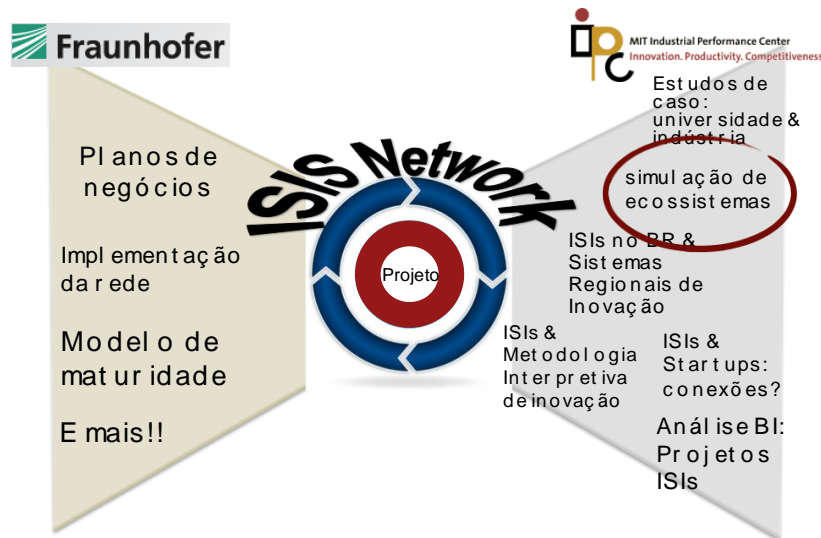 Fraunhofer
MIT Industrial Performance Center
Innovation. Productivity. Competitiveness
ipc
Planos de
negócios
Implementação
da rede
Modelo de
maturidade
E mais!!
ISIS Network
Projeto
Estudos de
caso:
universidade &
indústria
simulação de
ecossistemas
ISIs no BR &
Sistemas
Regionais de
Inovação
ISIs &
Metodologia
Interpretiva
de inovação
ISIs &
Startups:
conexões?
Análise BI:
Projetos
ISIs